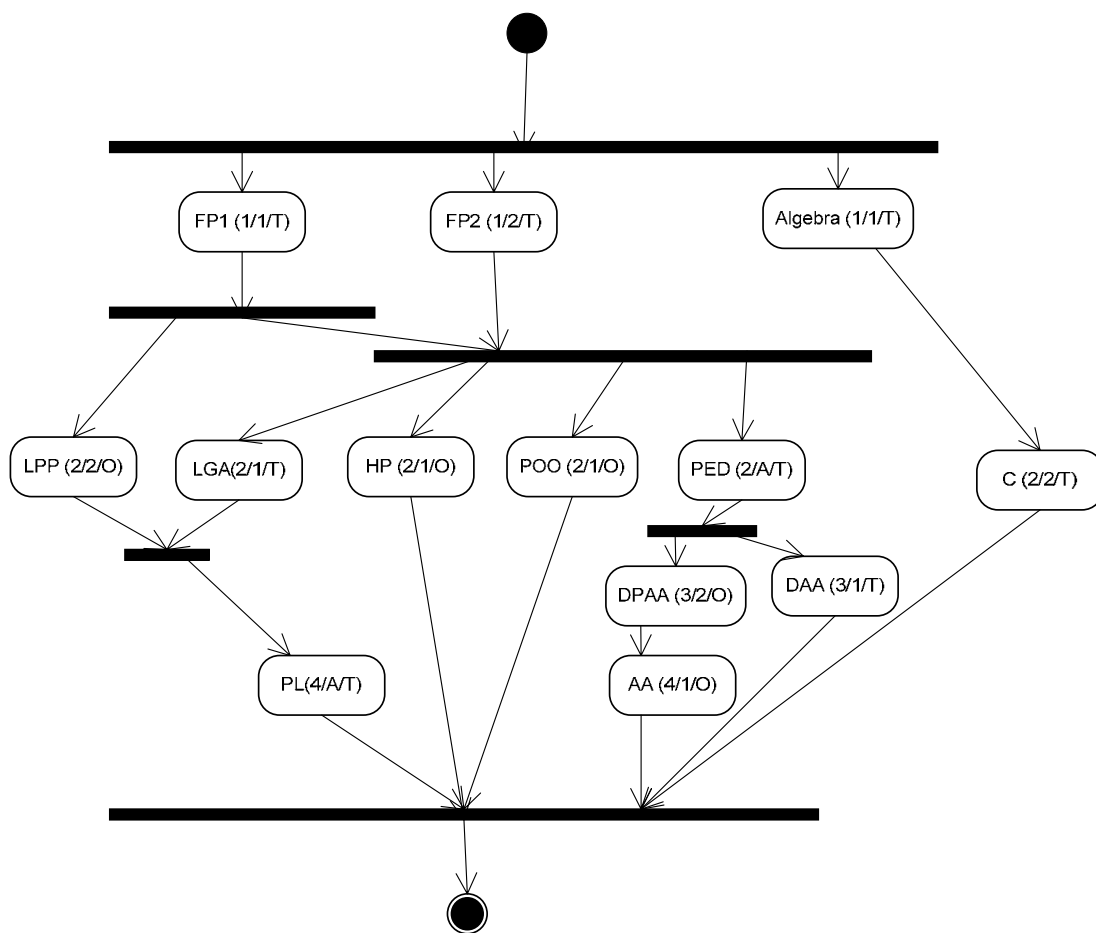 FP1 (1/1/T)
FP2 (1/2/T)
Algebra (1/1/T)
LPP (2/2/O)
LGA(2/1/T)
HP (2/1/O)
POO (2/1/O)
PED (2/A/T)
C (2/2/T)
DPAA (3/2/O)
DAA (3/1/T)
PL(4/A/T)
AA (4/1/O)